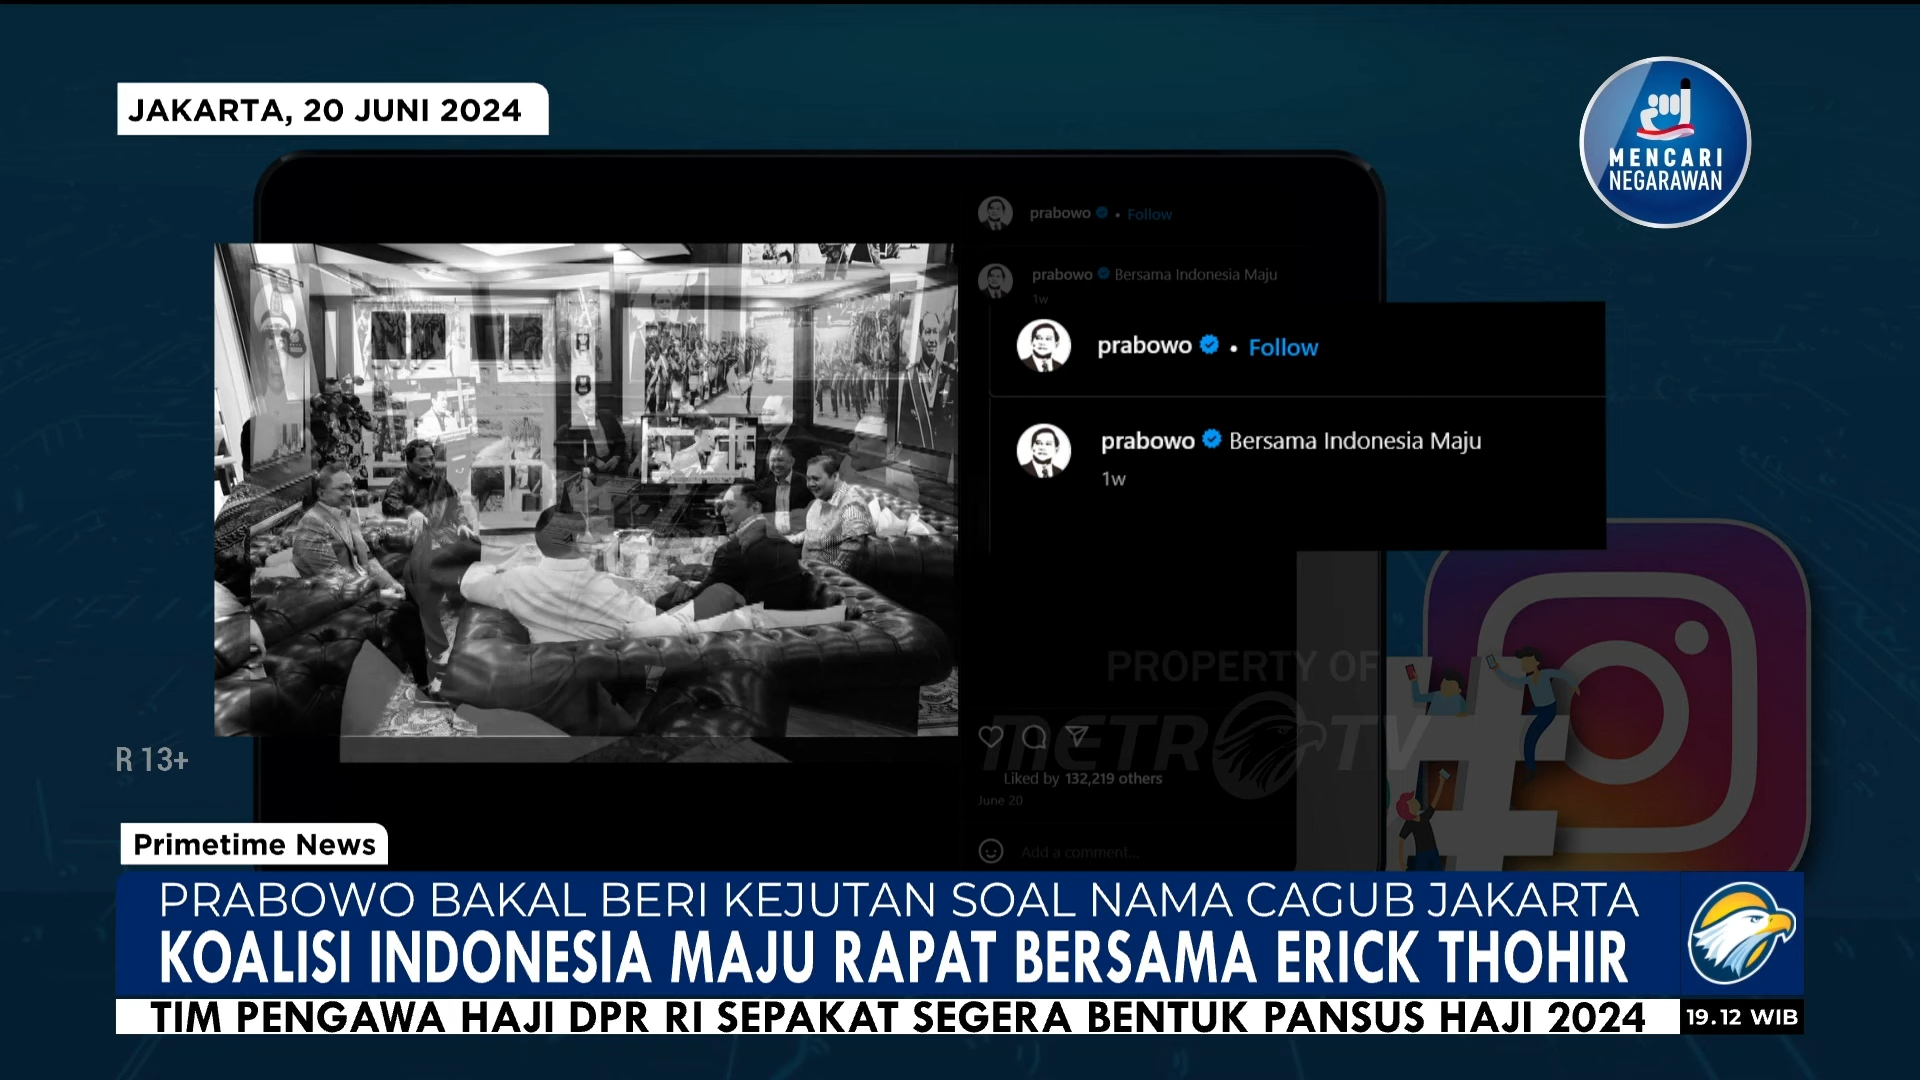 JAKARTA, 20 JUNI 2024
MENCARI
NEGARAWAN
prabowo • Follow
prabowo Bersama Indonesia Maju
1w
prabowo • Follow
prabowo Bersama Indonesia Maju
1w
PROPERTY OF
METRO TV
Liked by 132,219 others
June 20
Add a comment...
R 13+
Primetime News
PRABOWO BAKAL BERI KEJUTAN SOAL NAMA CAGUB JAKARTA
KOALISI INDONESIA MAJU RAPAT BERSAMA ERICK THOHIR
TIM PENGAWA HAJI DPR RI SEPAKAT SEGERA BENTUK PANSUS HAJI 2024
19.12 WIB